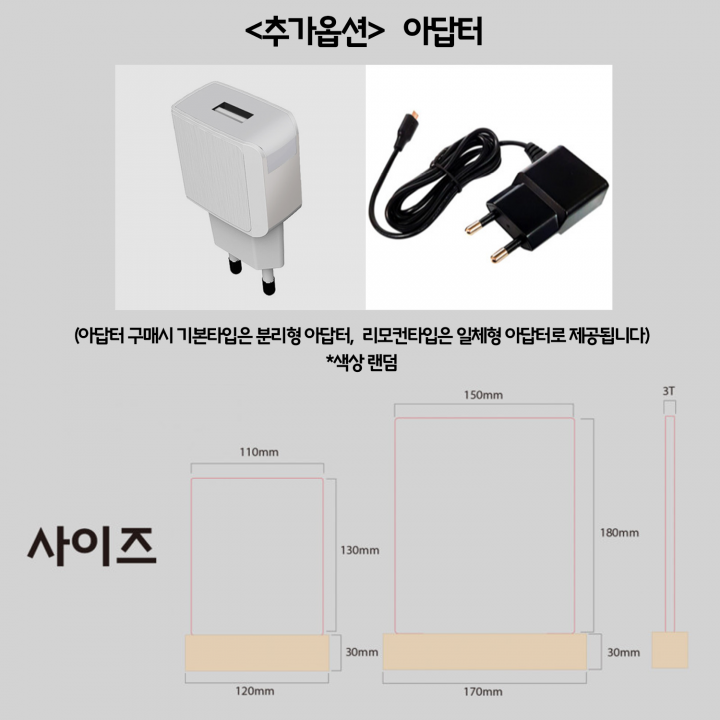 <추가옵션> 아답터
(아답터 구매시 기본타입은 분리형 아답터, 리모컨타입은 일체형 아답터로 제공됩니다)
*색상 랜덤
150mm
3T
110mm
사이즈
130mm
180mm
30mm
30mm
120mm
170mm